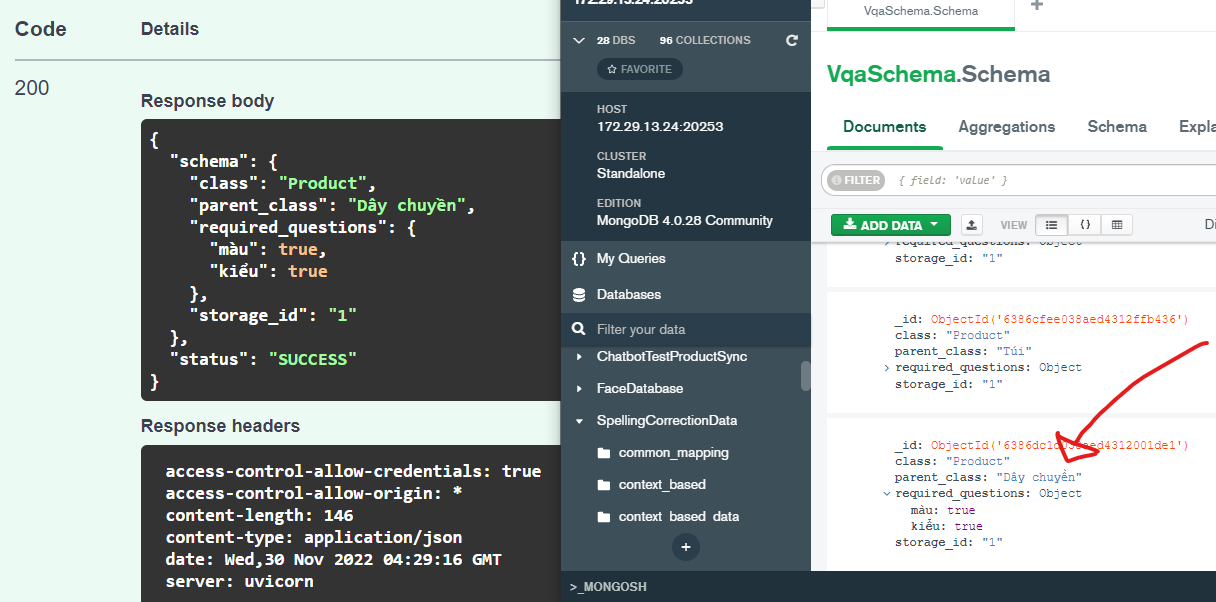 Code
Details
200
Response body
{
"schema": {
"class": "Product",
"parent_class": "Dây chuyền",
"required_questions": {
"màu": true,
"kiểu": true
},
"storage_id": "1"
},
"status": "SUCCESS"
}
Response headers
access-control-allow-credentials: true
access-control-allow-origin: *
content-length: 146
content-type: application/json
date: Wed,30 Nov 2022 04:29:16 GMT
server: uvicorn
172.29.13.24:20253
28 DBS
96 COLLECTIONS
FAVORITE
HOST
172.29.13.24:20253
CLUSTER
Standalone
EDITION
MongoDB 4.0.28 Community
{} My Queries
Databases
Filter your data
ChatbotTestProductSync
FaceDatabase
SpellingCorrectionData
common_mapping
context_based
context_based_data
+
>_MONGOSH
VqaSchema.Schema
+
VqaSchema.Schema
Documents
Aggregations
Schema
Expla
FILTER
{ field: 'value' }
ADD DATA
VIEW
{}
Di
required_questions: Object
storage_id: "1"
_id: ObjectId('6386cfee038aed4312ffb436')
class: "Product"
parent_class: "Túi"
required_questions: Object
storage_id: "1"
class: "Product"
parent_class: "Dây chuyền"
required_questions: Object
màu: true
kiểu: true
storage_id: "1"